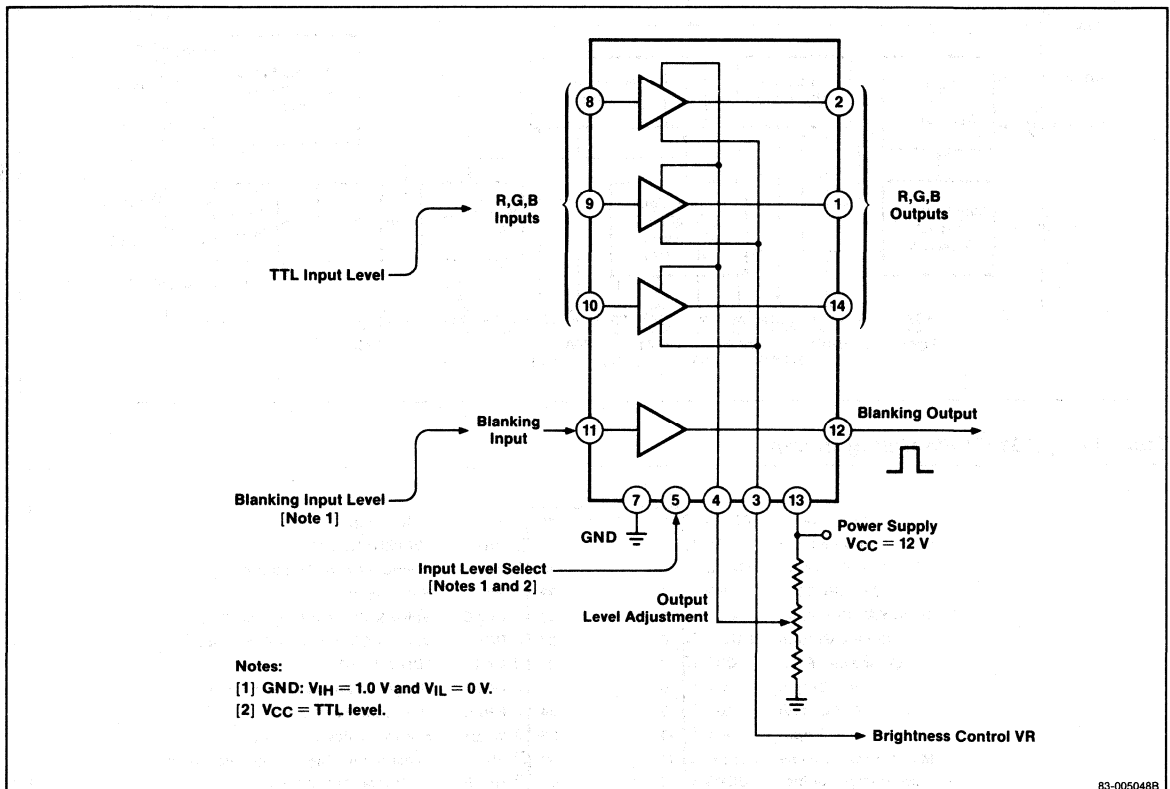 8
2
R,G,B
Inputs
9
1
R,G,B
Outputs
TTL Input Level
10
14
Blanking
Input
11
12
Blanking Output
Blanking Input Level
[Note 1]
7
5
4
3
13
GND
Power Supply
VCC = 12 V
Input Level Select
[Notes 1 and 2]
Output
Level Adjustment
Notes:
[1] GND: VIH = 1.0 V and VIL = 0 V.
[2] VCC = TTL level.
Brightness Control VR
83-005048B